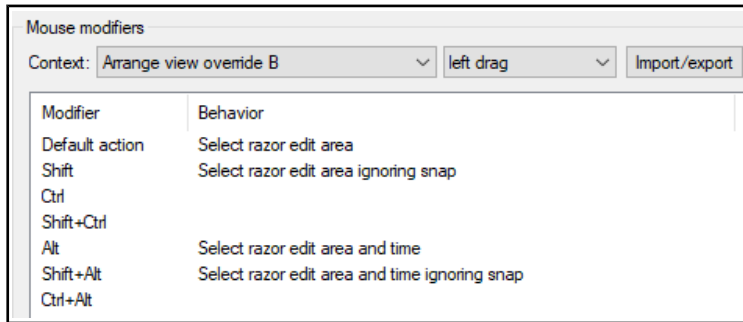 Mouse modifiers
Context: Arrange view override B left drag Import/export
Modifier Behavior
Default action Select razor edit area
Shift Select razor edit area ignoring snap
Ctrl
Shift+Ctrl
Alt Select razor edit area and time
Shift+Alt Select razor edit area and time ignoring snap
Ctrl+Alt